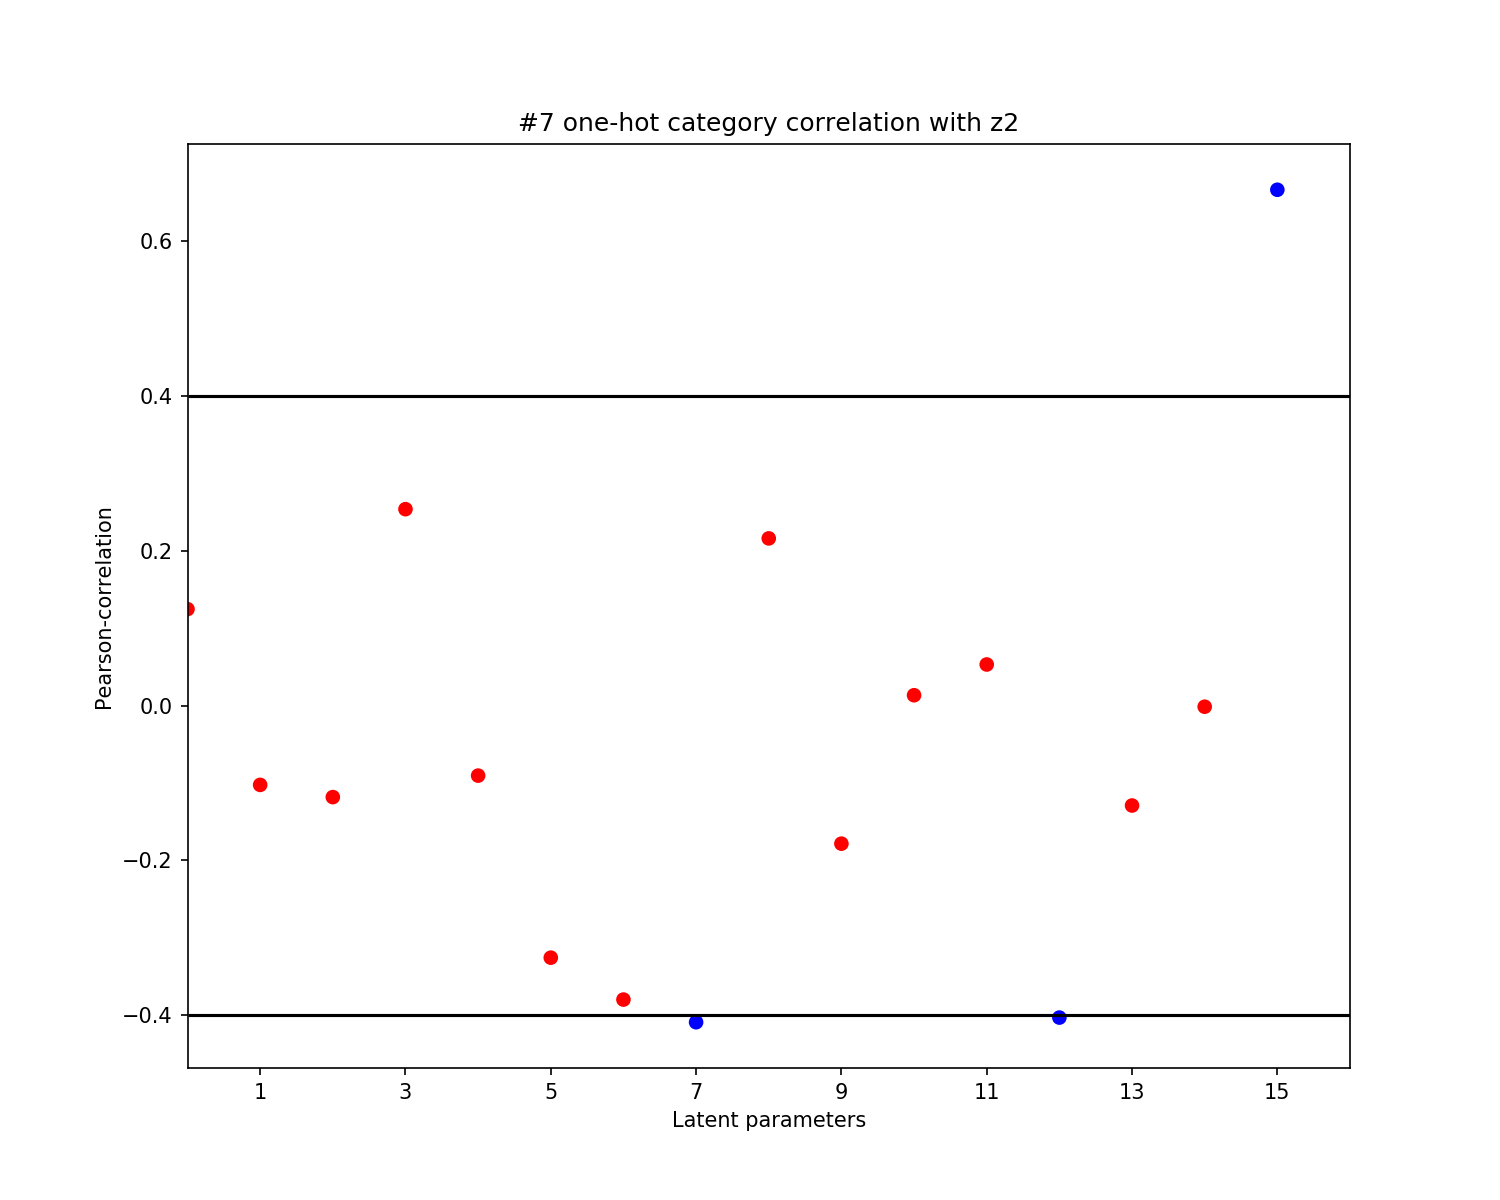 #7 one-hot category correlation with z2
0.6
0.4
0.2
0.0
−0.2
−0.4
Pearson-correlation
1 3 5 7 9 11 13 15
Latent parameters